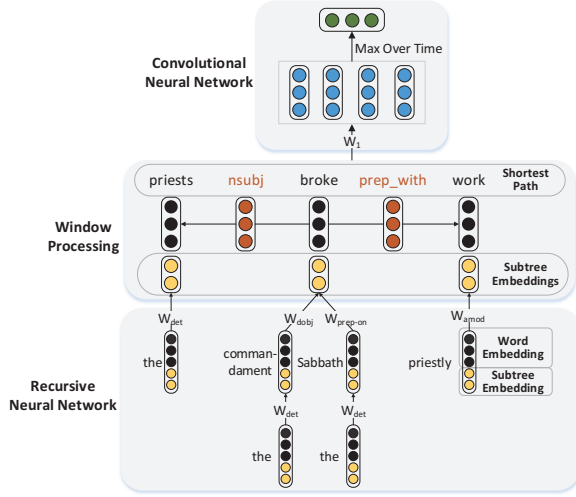 Convolutional
Neural Network
Max Over Time
W1
priests nsubj broke prep_with work
Shortest
Path
Window
Processing
Subtree
Embeddings
Wdet Wdobj Wprep-on Wamod
the comman-
dament Sabbath priestly
Word
Embedding
Subtree
Embedding
Recursive
Neural Network
Wdet Wdet
the the